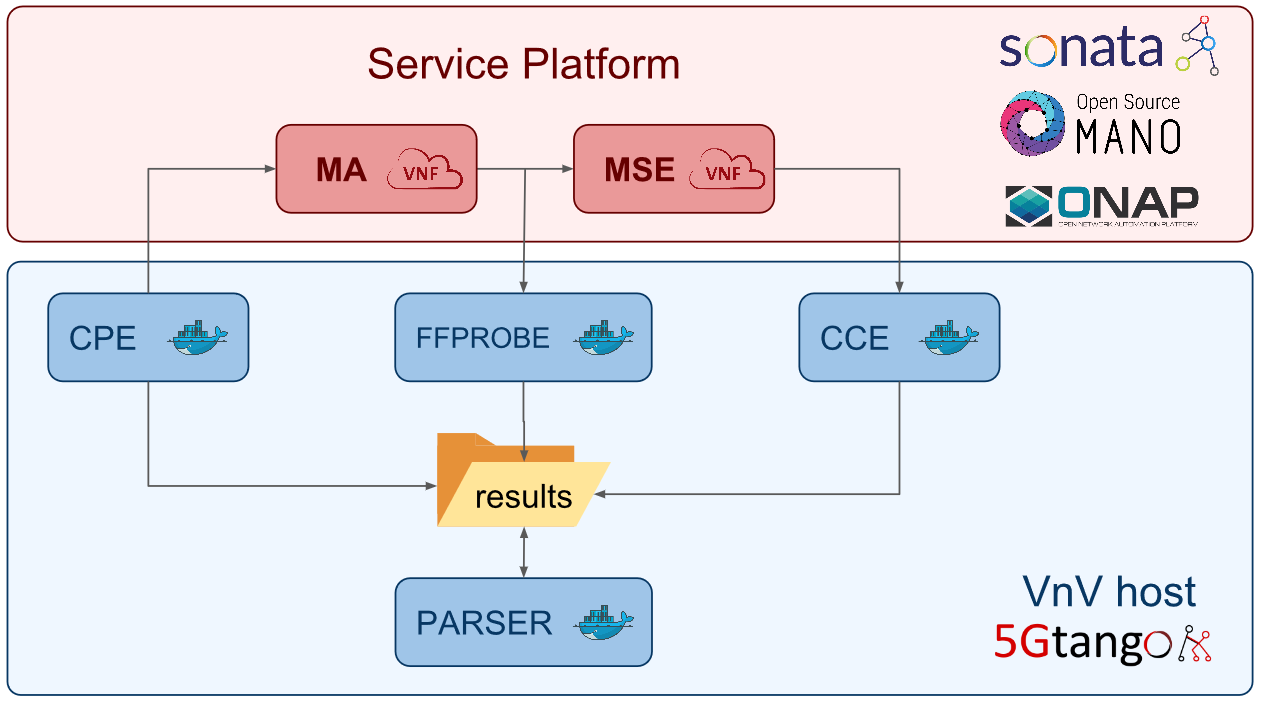 Service Platform
sonata
Open Source
MANO
ONAP
OPEN NETWORK AUTOMATION PLATFORM
MA
VNF
MSE
VNF
CPE
FFPROBE
CCE
results
PARSER
VnV host
5Gtango